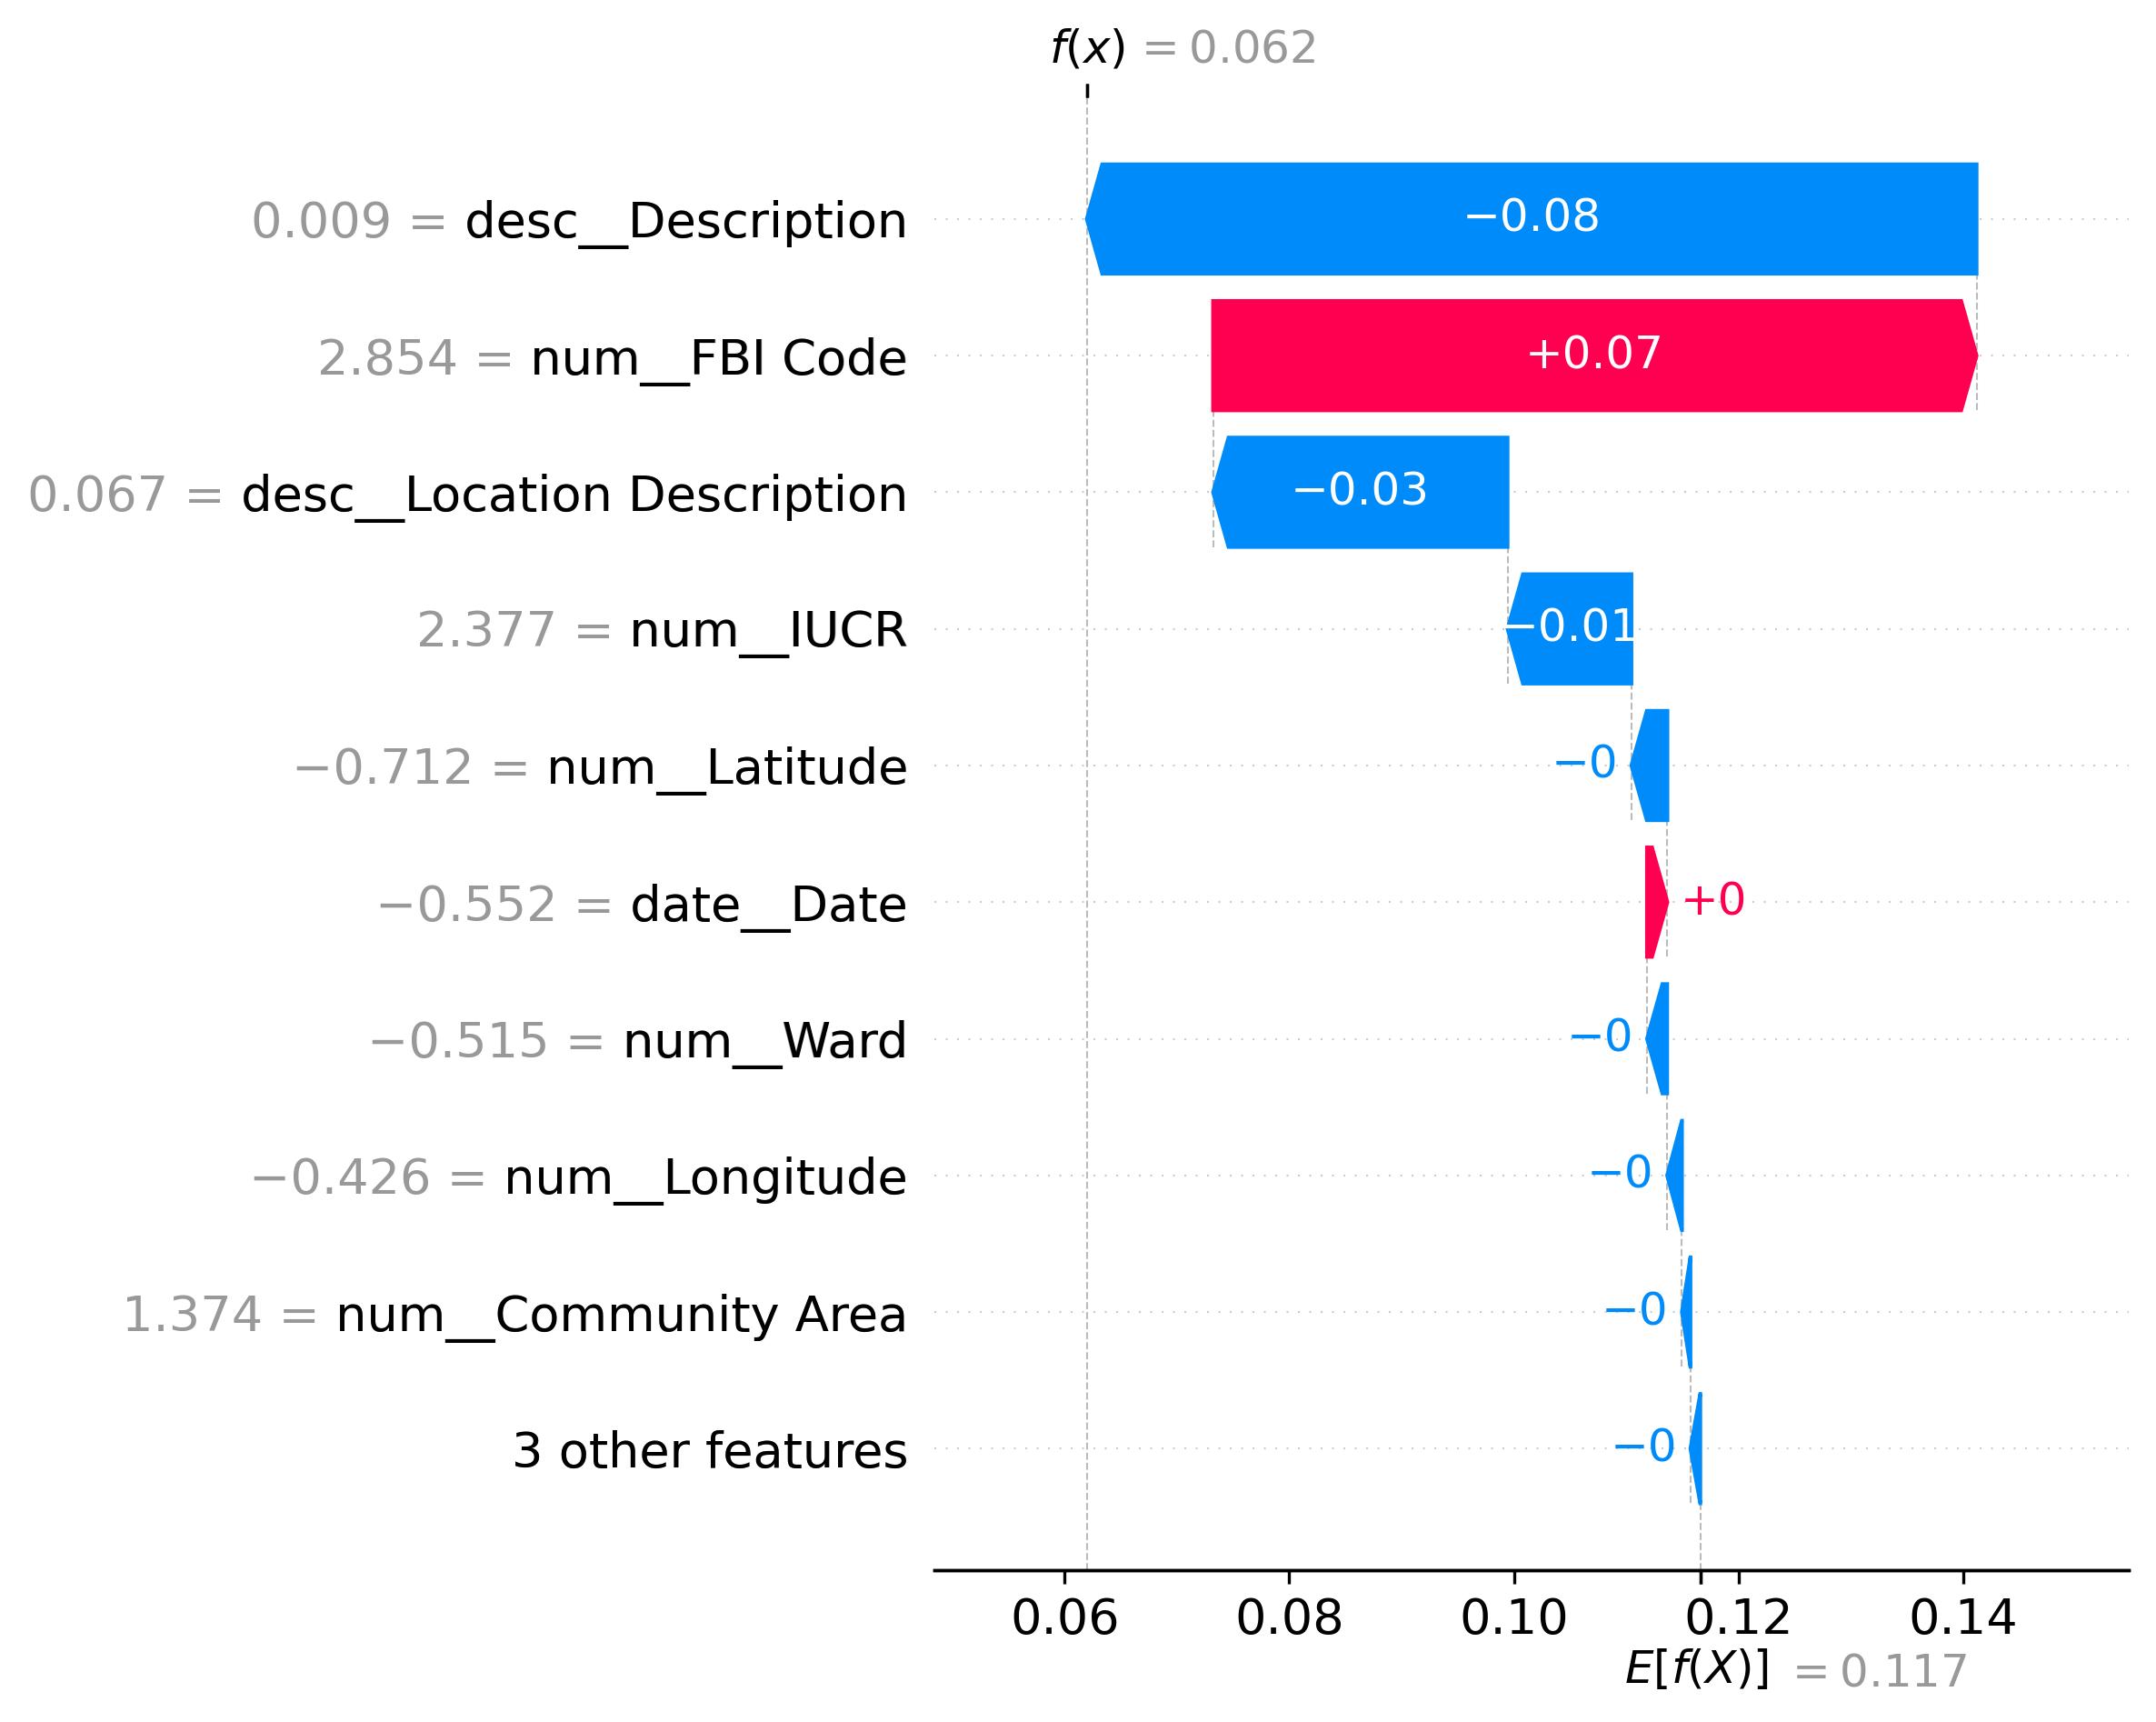 f(x) = 0.062
0.009 = desc__Description −0.08
2.854 = num__FBI Code +0.07
0.067 = desc__Location Description −0.03
2.377 = num__IUCR −0.01
−0.712 = num__Latitude −0
−0.552 = date__Date +0
−0.515 = num__Ward −0
−0.426 = num__Longitude −0
1.374 = num__Community Area −0
3 other features −0
0.06 0.08 0.10 0.12 0.14
E[f(X)] = 0.117